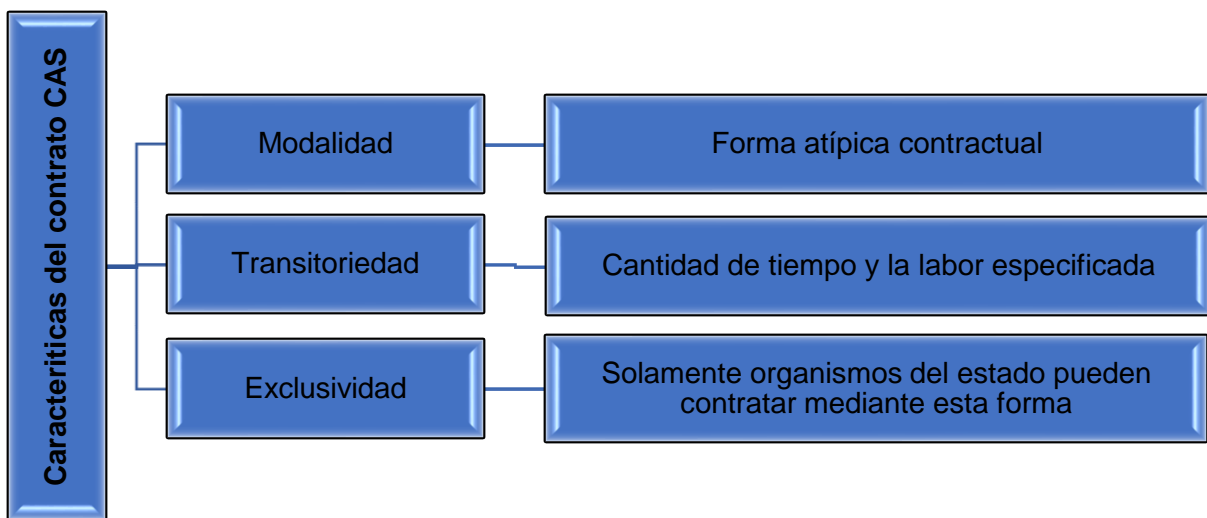 Caracteriticas del contrato CAS
Modalidad
Forma atípica contractual
Transitoriedad
Cantidad de tiempo y la labor especificada
Exclusividad
Solamente organismos del estado pueden
contratar mediante esta forma